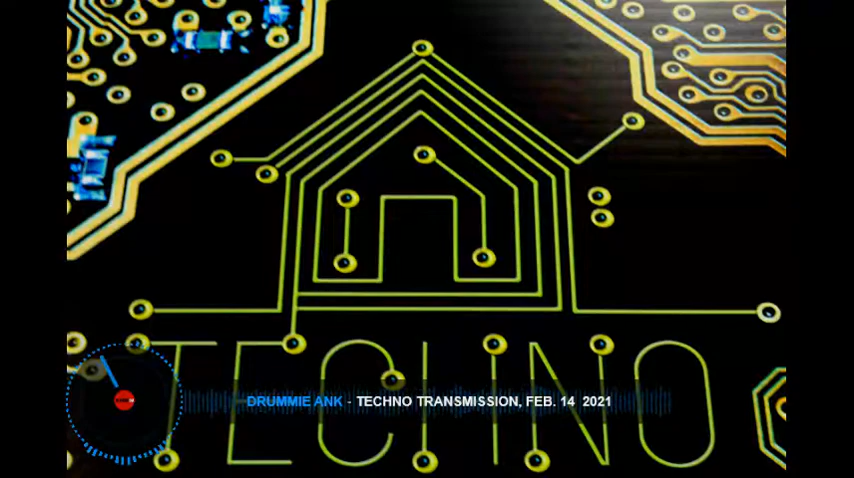 TECHNO
DRUMMIE ANK - TECHNO TRANSMISSION, FEB. 14 2021